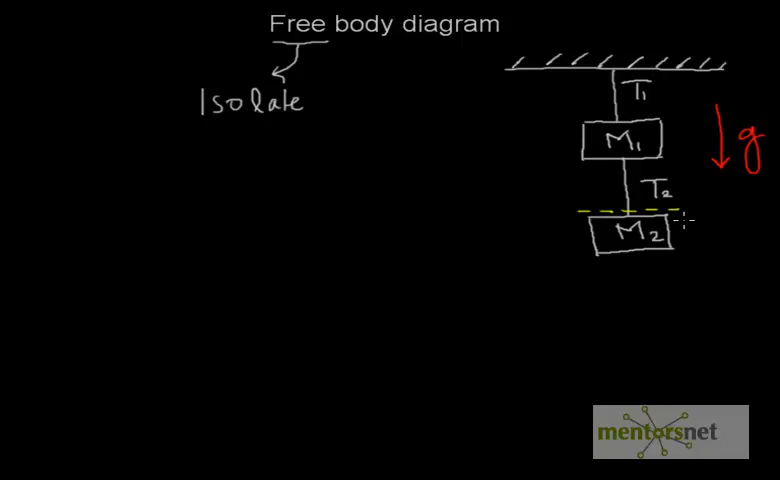 Free body diagram
Isolate
T1
M1
g
T2
M2
mentorsnet